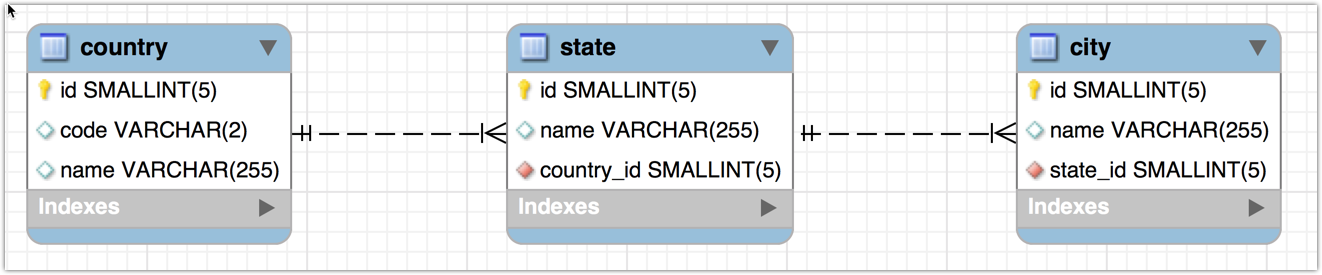 country
id SMALLINT(5)
code VARCHAR(2)
name VARCHAR(255)
Indexes
state
id SMALLINT(5)
name VARCHAR(255)
country_id SMALLINT(5)
Indexes
city
id SMALLINT(5)
name VARCHAR(255)
state_id SMALLINT(5)
Indexes